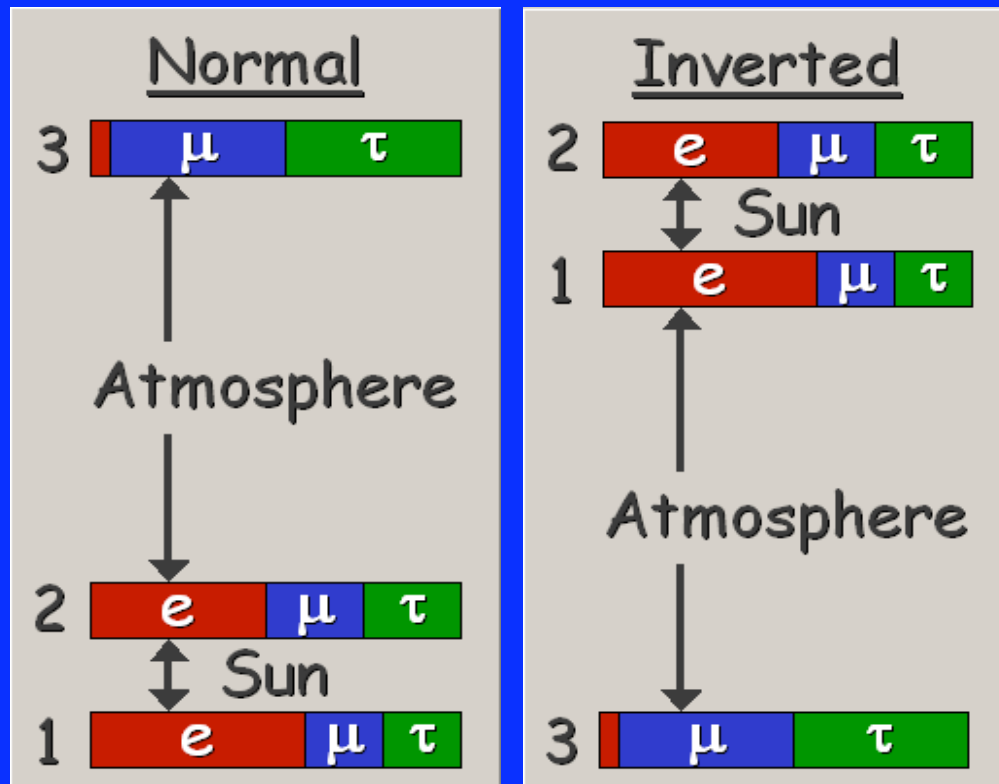 Normal
3 μ τ
Atmosphere
2 e μ τ
Sun
1 e μ τ
Inverted
2 e μ τ
Sun
1 e μ τ
Atmosphere
3 μ τ